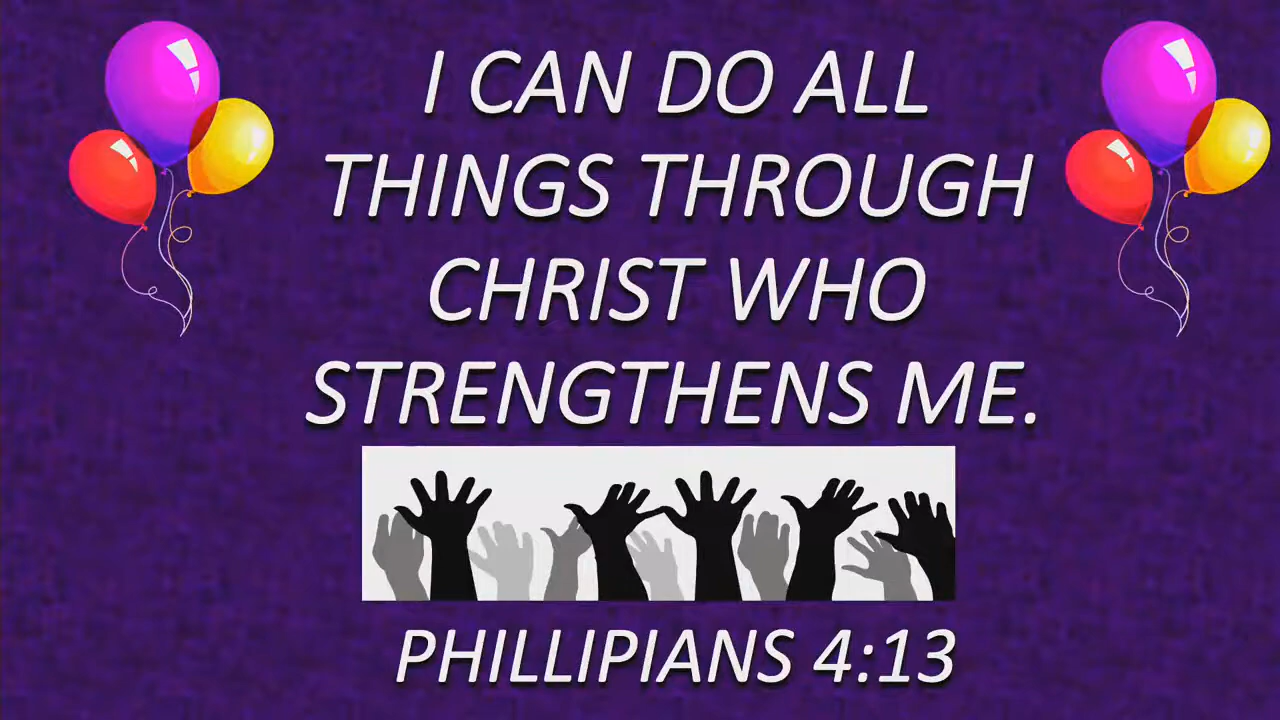 I CAN DO ALL
THINGS THROUGH
CHRIST WHO
STRENGTHENS ME.
PHILLIPIANS 4:13